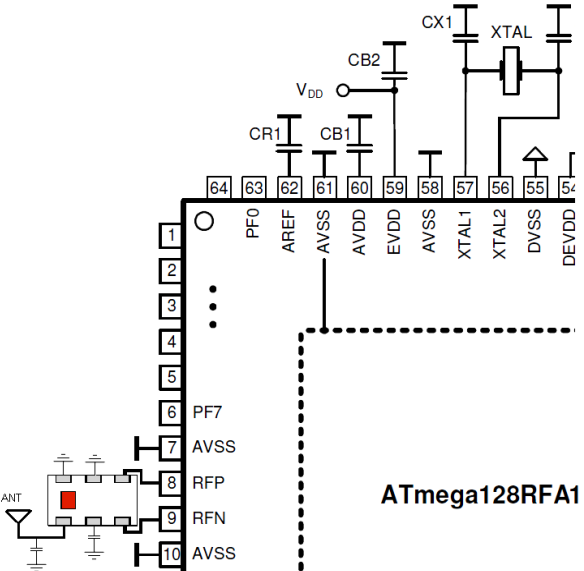 CX1
XTAL
CB2
VDD
CR1
CB1
64 63 62 61 60 59 58 57 56 55 54
PF0
AREF
AVSS
AVDD
EVDD
AVSS
XTAL1
XTAL2
DVSS
DEVDD
1
2
3
4
5
6 PF7
7 AVSS
8 RFP
ANT
9 RFN
10 AVSS
ATmega128RFA1